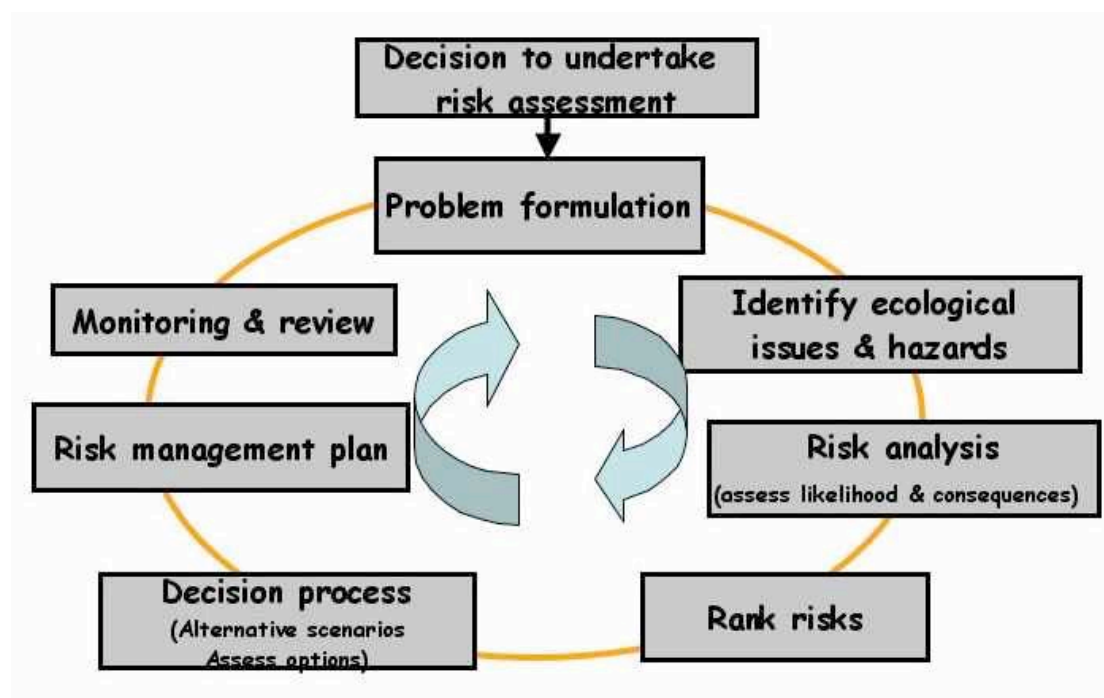 Decision to undertake
risk assessment
Problem formulation
Identify ecological
issues & hazards
Risk analysis
(assess likelihood & consequences)
Rank risks
Decision process
(Alternative scenarios
Assess options)
Risk management plan
Monitoring & review